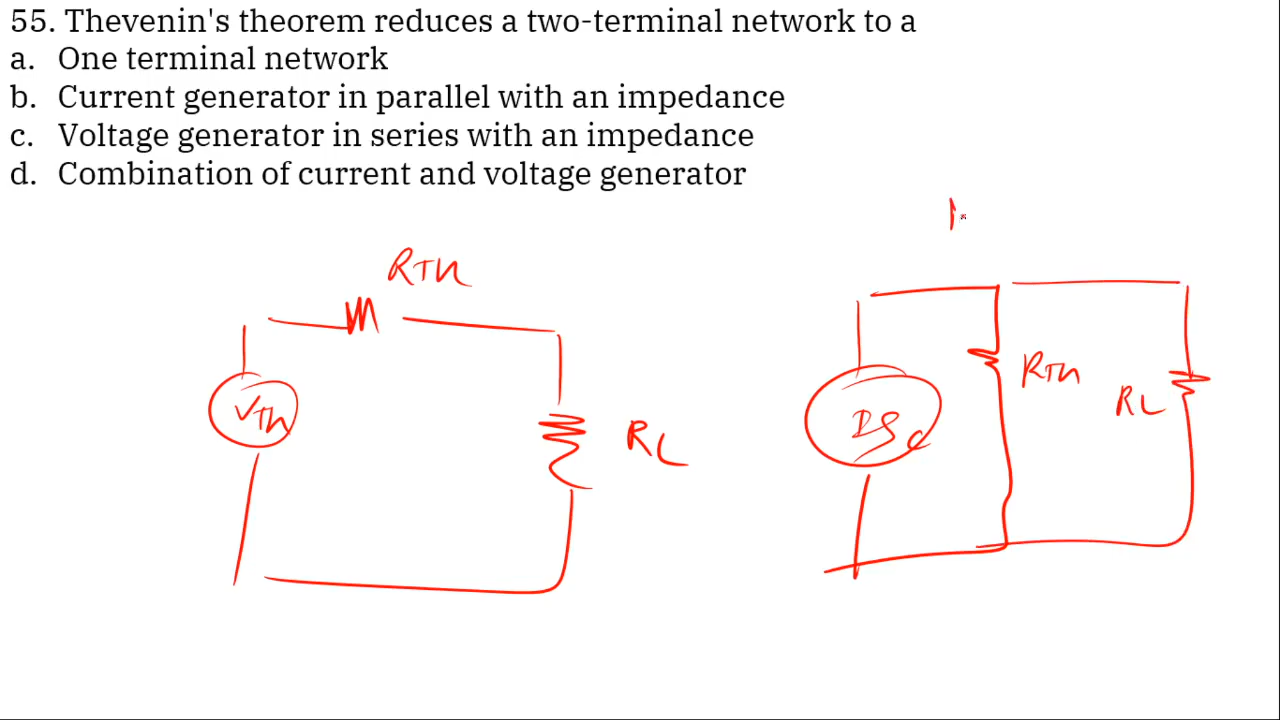 55. Thevenin's theorem reduces a two-terminal network to a
a. One terminal network
b. Current generator in parallel with an impedance
c. Voltage generator in series with an impedance
d. Combination of current and voltage generator
RTh
VTh
RL
ISc
RTh
RL